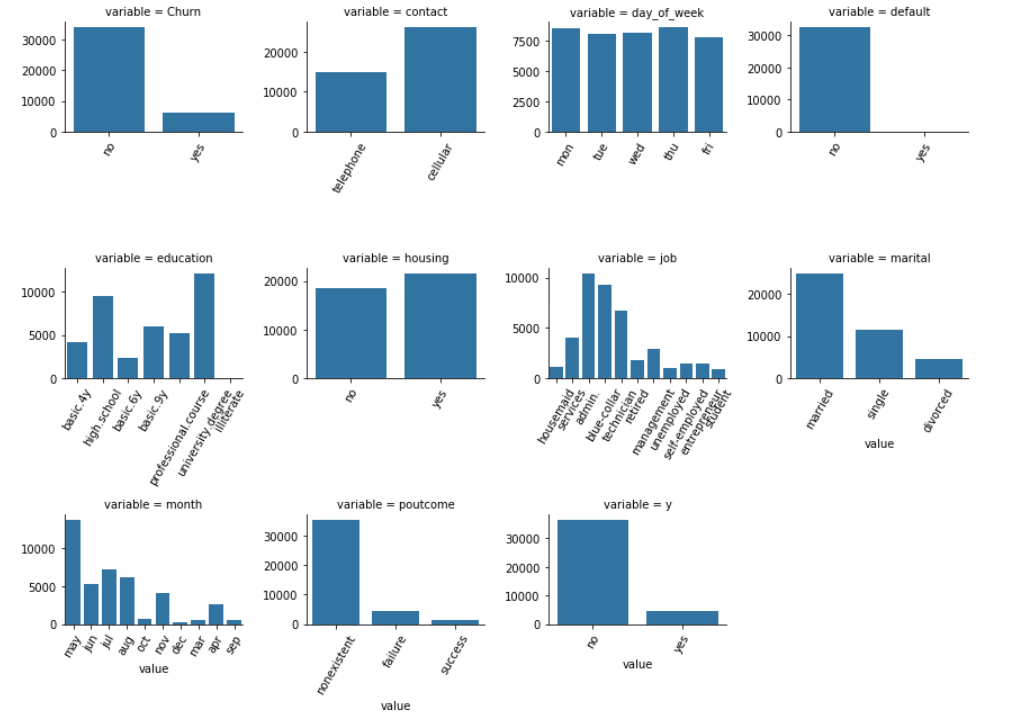 variable = Churn
30000
20000
10000
0
no
yes
variable = contact
20000
10000
0
telephone
cellular
variable = day_of_week
7500
5000
2500
0
mon
tue
wed
thu
fri
variable = default
30000
20000
10000
0
no
yes
variable = education
10000
5000
0
basic.4y
high.school
basic.6y
basic.9y
professional.course
university.degree
illiterate
variable = housing
20000
10000
0
no
yes
variable = job
10000
5000
0
housemaid
services
admin.
blue-collar
technician
retired
management
unemployed
self-employed
entrepreneur
student
variable = marital
20000
10000
0
married
single
divorced
value
variable = month
10000
5000
0
may
jun
jul
aug
oct
nov
dec
mar
apr
sep
value
variable = poutcome
30000
20000
10000
0
nonexistent
failure
success
value
variable = y
30000
20000
10000
0
no
yes
value